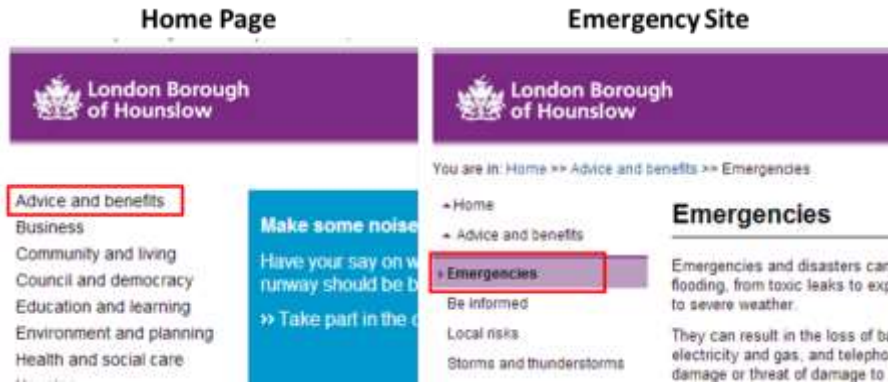 Home Page
London Borough
of Hounslow
Advice and benefits
Business
Community and living
Council and democracy
Education and learning
Environment and planning
Health and social care
Make some noise
Have your say on w
runway should be b
>> Take part in the
Emergency Site
London Borough
of Hounslow
You are in: Home >> Advice and benefits >> Emergencies
Home
Advice and benefits
Emergencies
Be informed
Local risks
Storms and thunderstorms
Emergencies
Emergencies and disasters can
flooding, from toxic leaks to exp
to severe weather.
They can result in the loss of ba
electricity and gas, and telepho
damage or threat of damage to